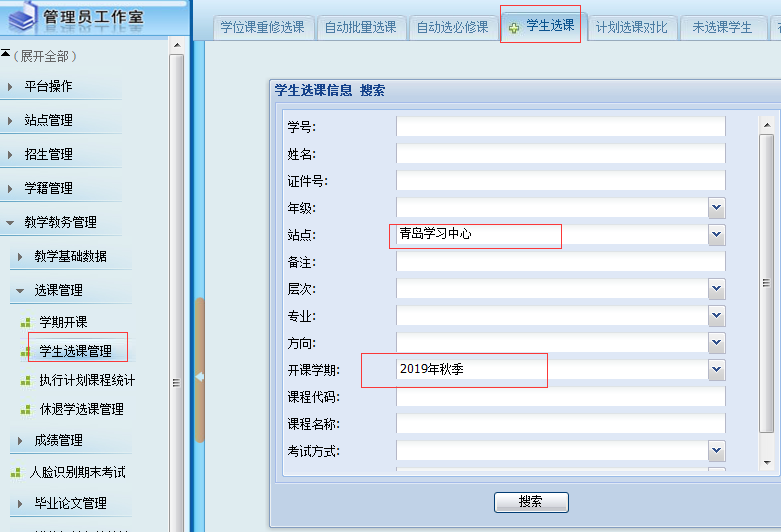 管理员工作室
(展开全部)
平台操作
站点管理
招生管理
学籍管理
教学教务管理
教学基础数据
选课管理
学期开课
学生选课管理
执行计划课程统计
休退学选课管理
成绩管理
人脸识别期末考试
毕业论文管理
学位课重修选课 自动批量选课 自动选必修课 学生选课 计划选课对比 未选课学生
学生选课信息 搜索
学号:
姓名:
证件号:
年级:
站点: 青岛学习中心
备注:
层次:
专业:
方向:
开课学期: 2019年秋季
课程代码:
课程名称:
考试方式:
搜索